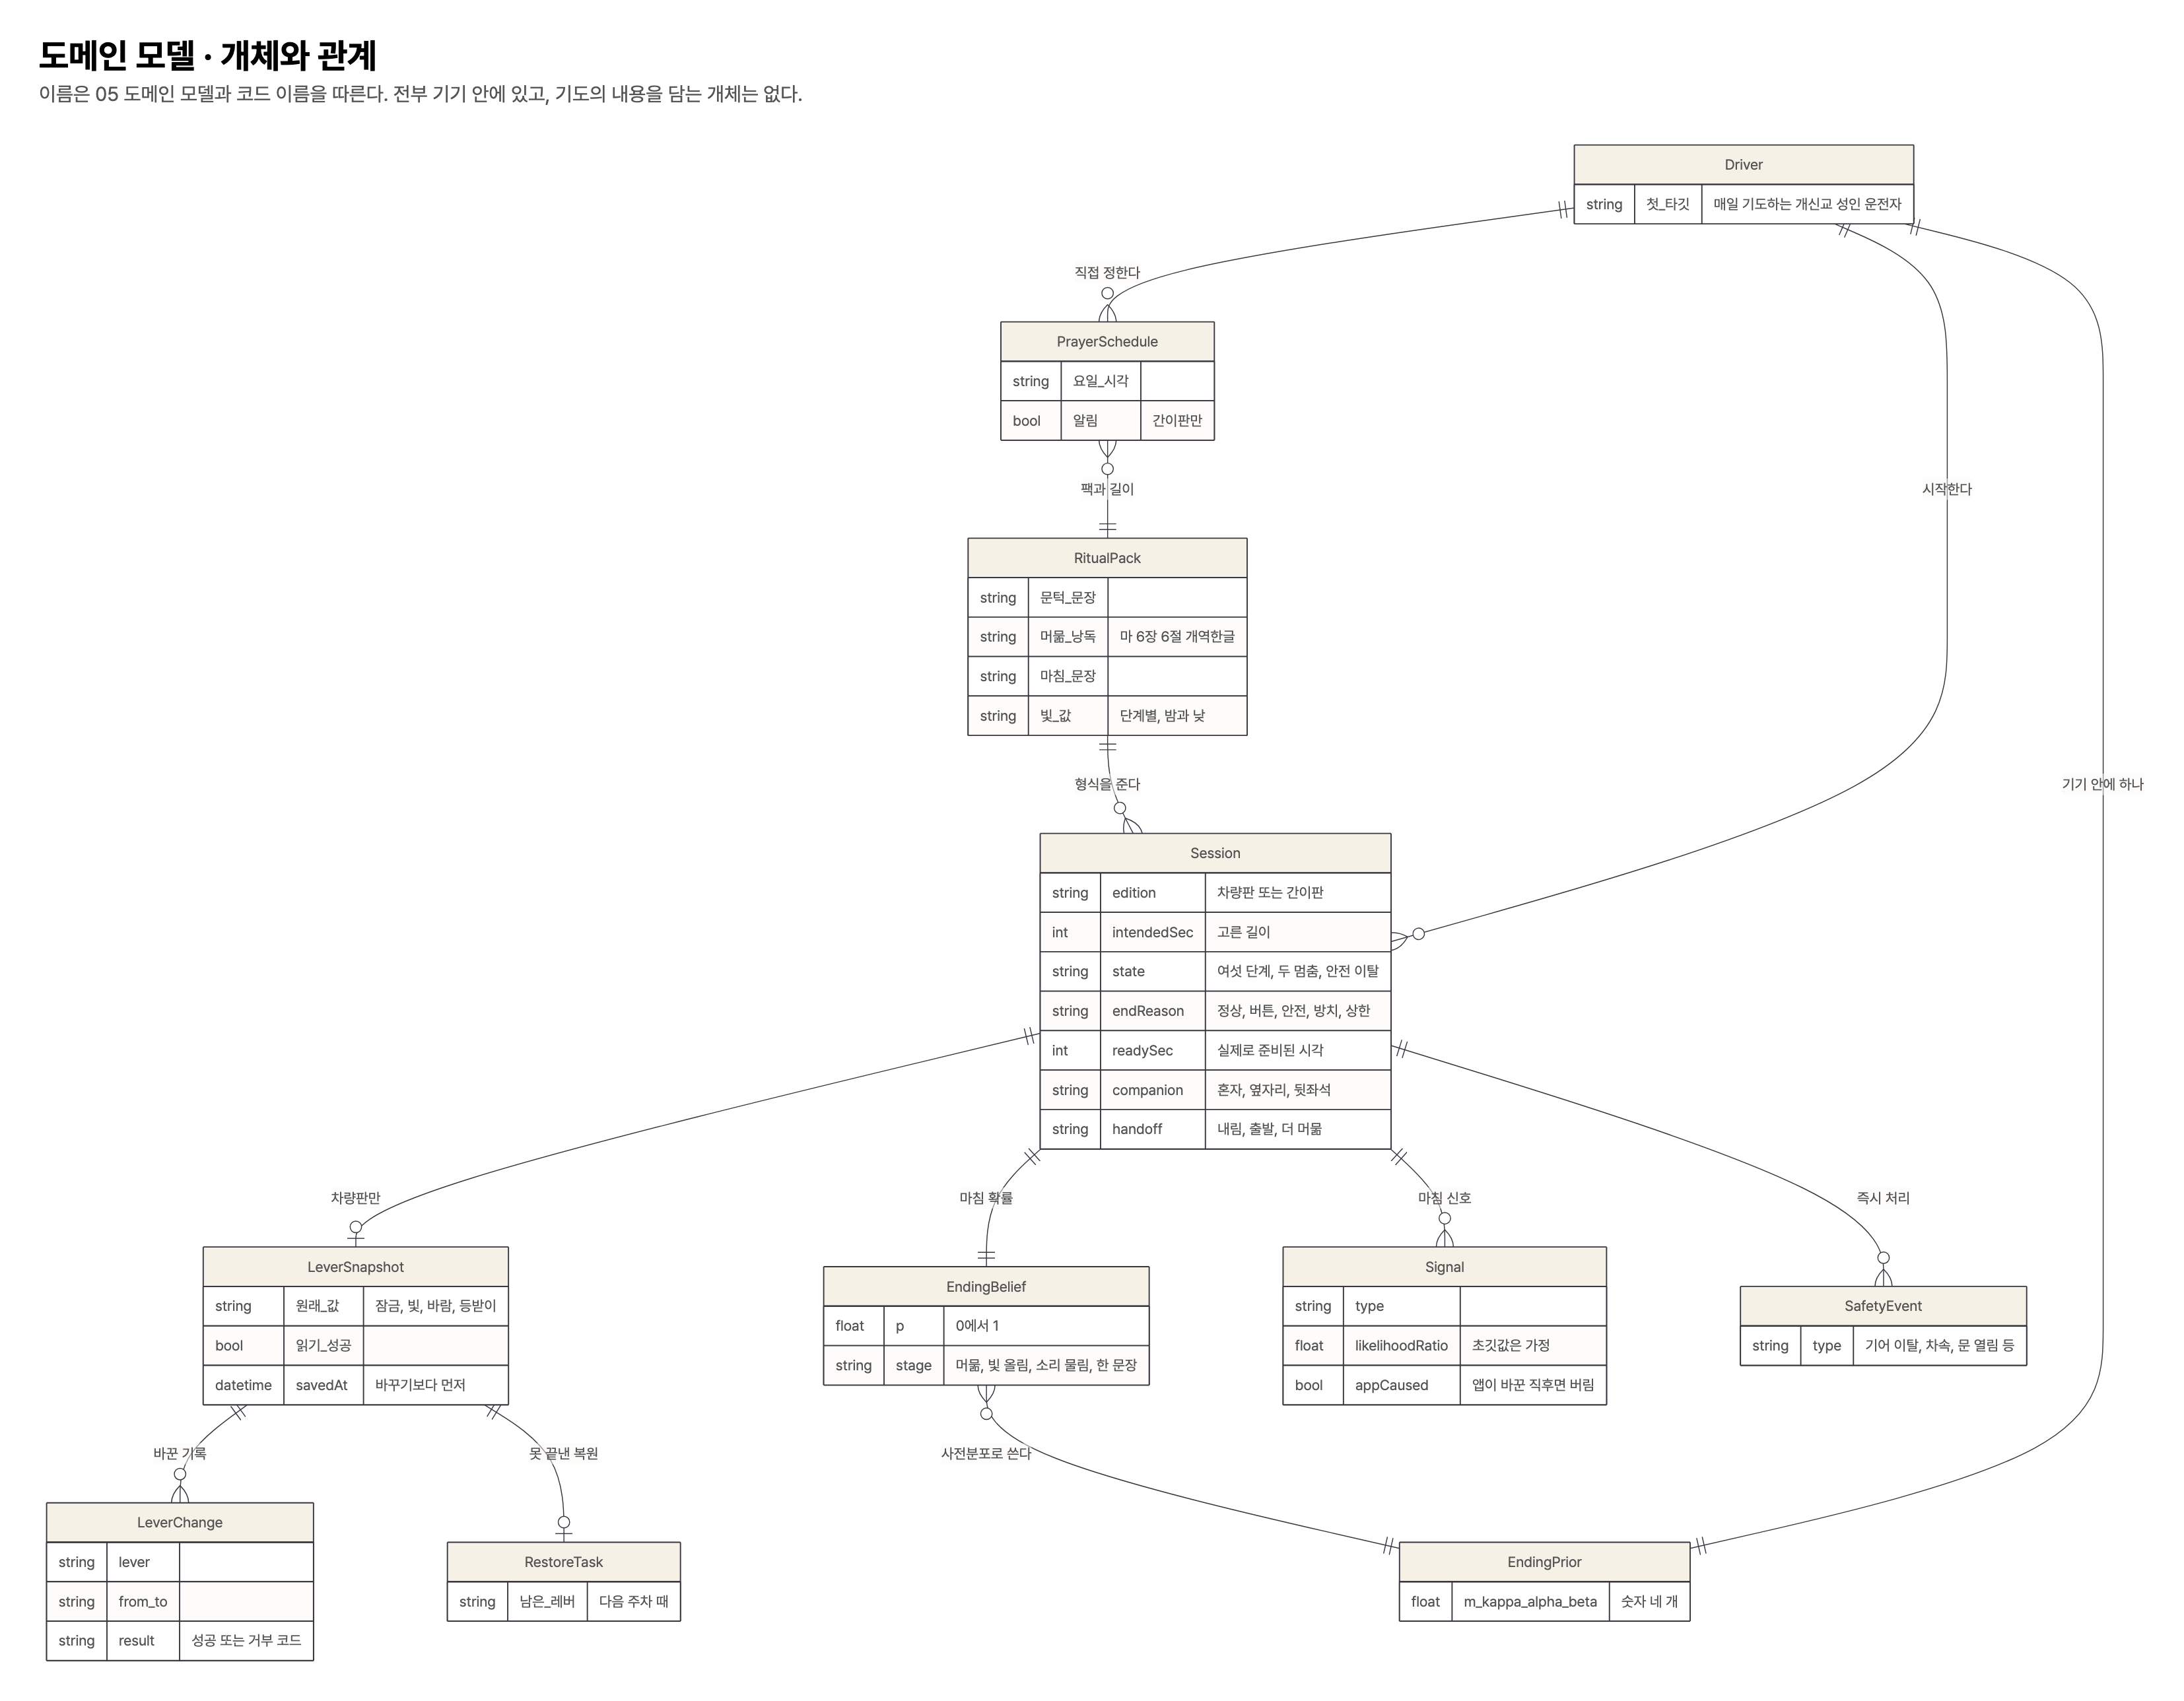 도메인 모델 · 개체와 관계
이름은 05 도메인 모델과 코드 이름을 따른다. 전부 기기 안에 있고, 기도의 내용을 담는 개체는 없다.
Driver
string 첫_타깃 매일 기도하는 개신교 성인 운전자
직접 정한다
PrayerSchedule
string 요일_시각
bool 알림 간이판만
팩과 길이
시작한다
RitualPack
string 문턱_문장
string 머묾_낭독 마 6장 6절 개역한글
string 마침_문장
string 빛_값 단계별, 밤과 낮
형식을 준다
기기 안에 하나
Session
string edition 차량판 또는 간이판
int intendedSec 고른 길이
string state 여섯 단계, 두 멈춤, 안전 이탈
string endReason 정상, 버튼, 안전, 방치, 상한
int readySec 실제로 준비된 시각
string companion 혼자, 옆자리, 뒷좌석
string handoff 내림, 출발, 더 머묾
차량판만
마침 확률
마침 신호
즉시 처리
LeverSnapshot
string 원래_값 잠금, 빛, 바람, 등받이
bool 읽기_성공
datetime savedAt 바꾸기보다 먼저
EndingBelief
float p 0에서 1
string stage 머묾, 빛 올림, 소리 물림, 한 문장
Signal
string type
float likelihoodRatio 초깃값은 가정
bool appCaused 앱이 바꾼 직후면 버림
SafetyEvent
string type 기어 이탈, 차속, 문 열림 등
바꾼 기록
못 끝낸 복원
사전분포로 쓴다
LeverChange
string lever
string from_to
string result 성공 또는 거부 코드
RestoreTask
string 남은_레버 다음 주차 때
EndingPrior
float m_kappa_alpha_beta 숫자 네 개